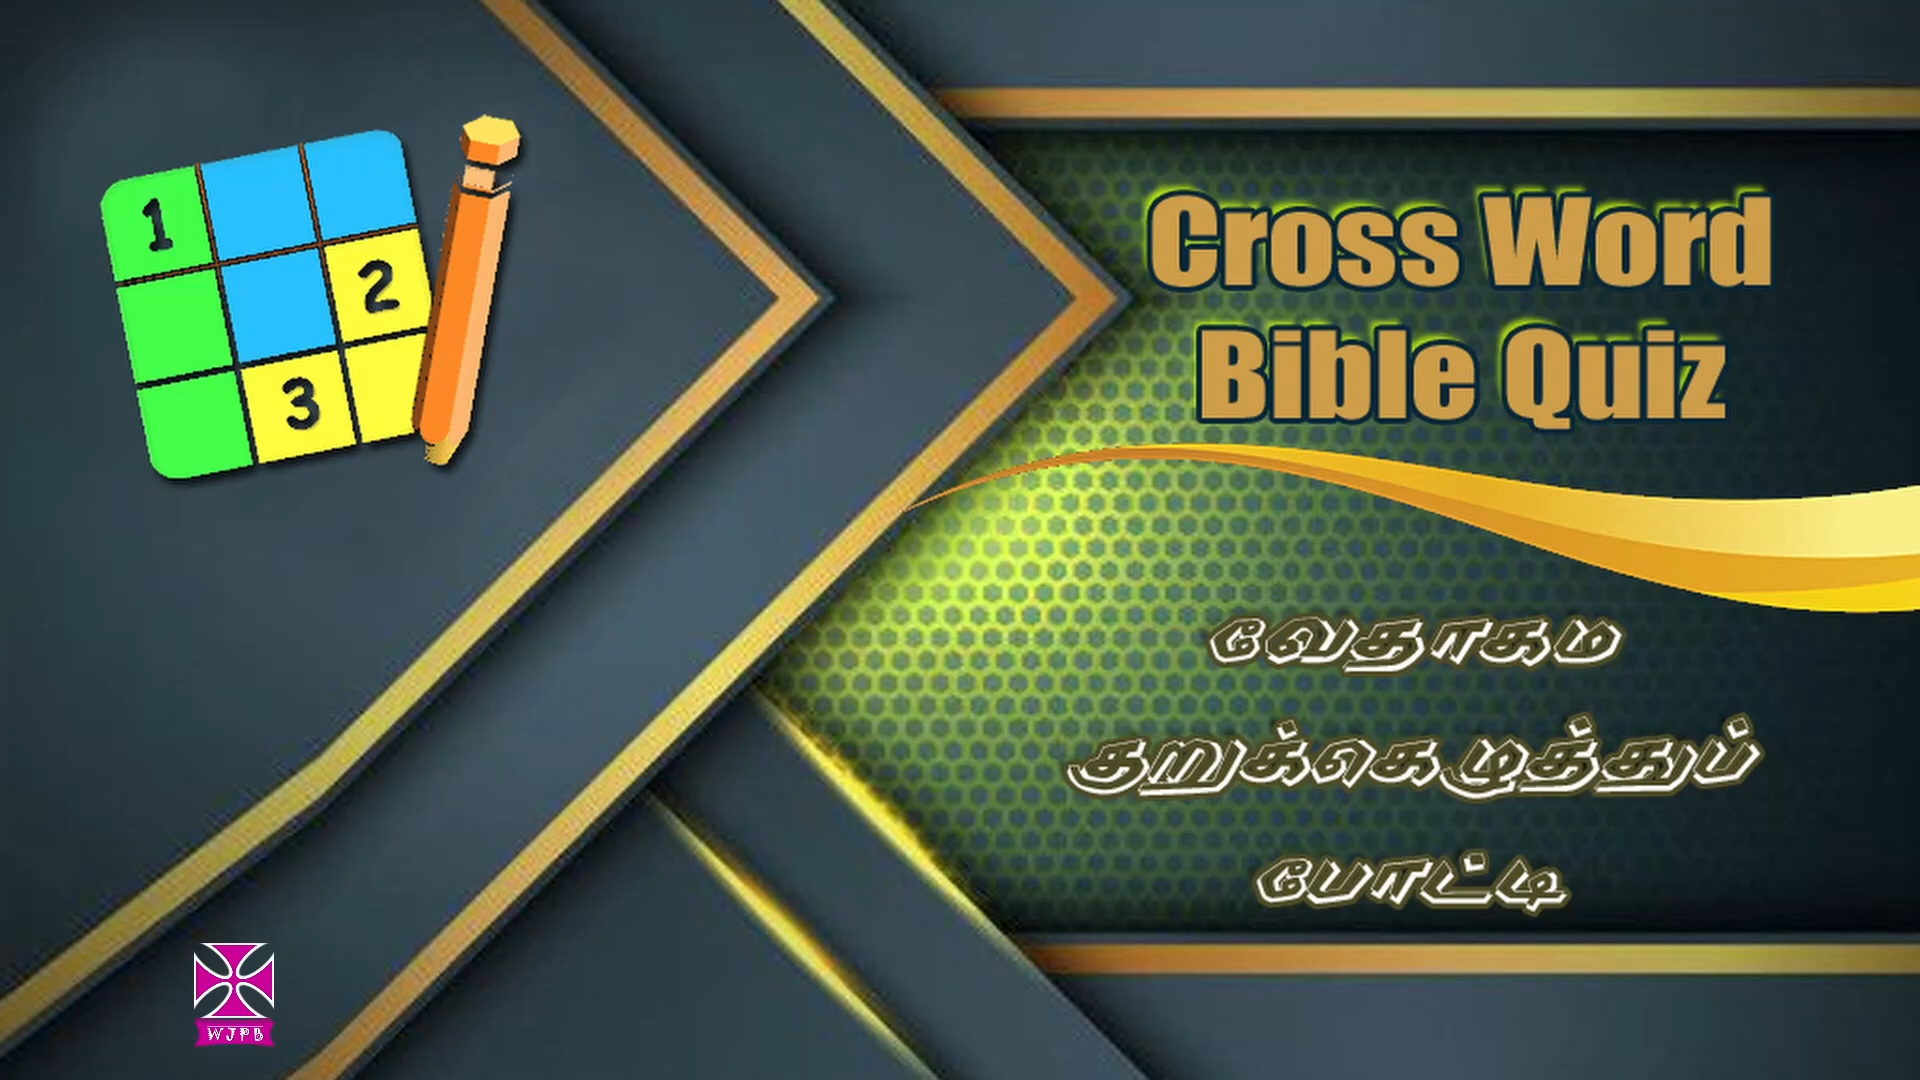 1
2
3
Cross Word
Bible Quiz
வேதாகம
குறுக்கெழுத்துப்
போட்டி
WJPB